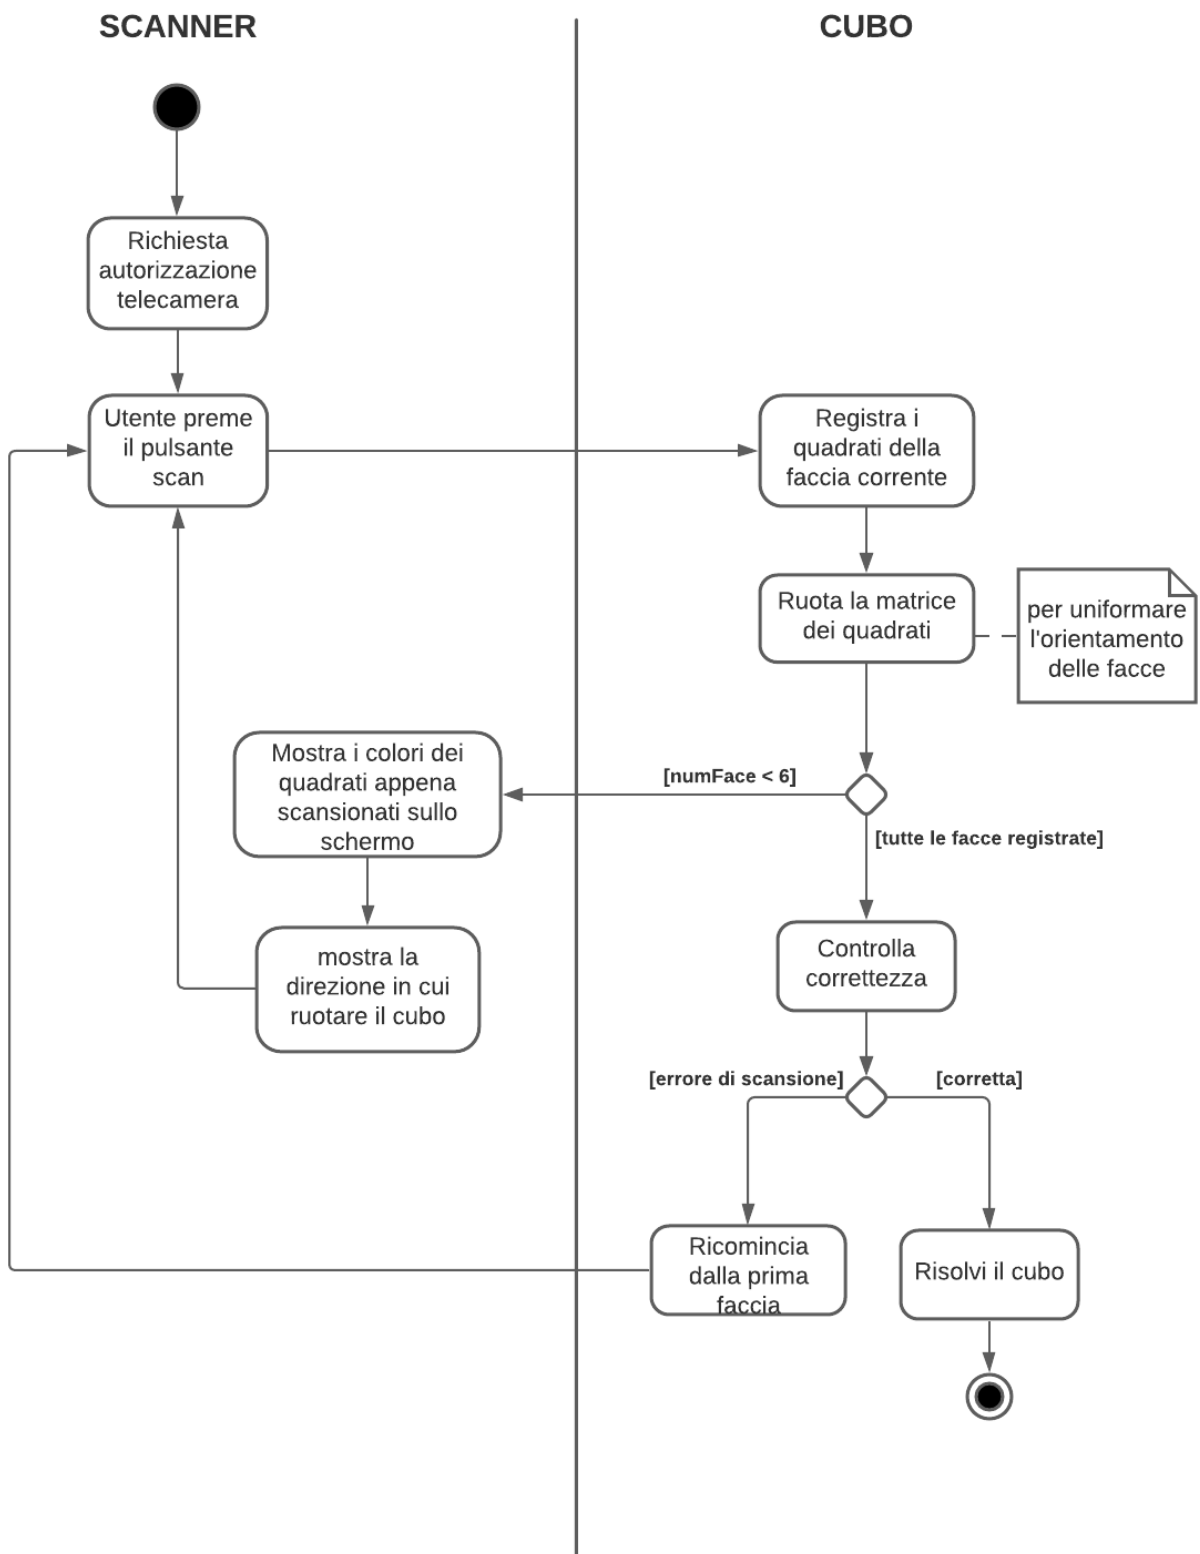 SCANNER
CUBO
Richiesta
autorizzazione
telecamera
Utente preme
il pulsante
scan
Registra i
quadrati della
faccia corrente
Ruota la matrice
dei quadrati
per uniformare
l'orientamento
delle facce
Mostra i colori dei
quadrati appena
scansionati sullo
schermo
[numFace < 6]
[tutte le facce registrate]
mostra la
direzione in cui
ruotare il cubo
Controlla
correttezza
[errore di scansione]
[corretta]
Ricomincia
dalla prima
faccia
Risolvi il cubo